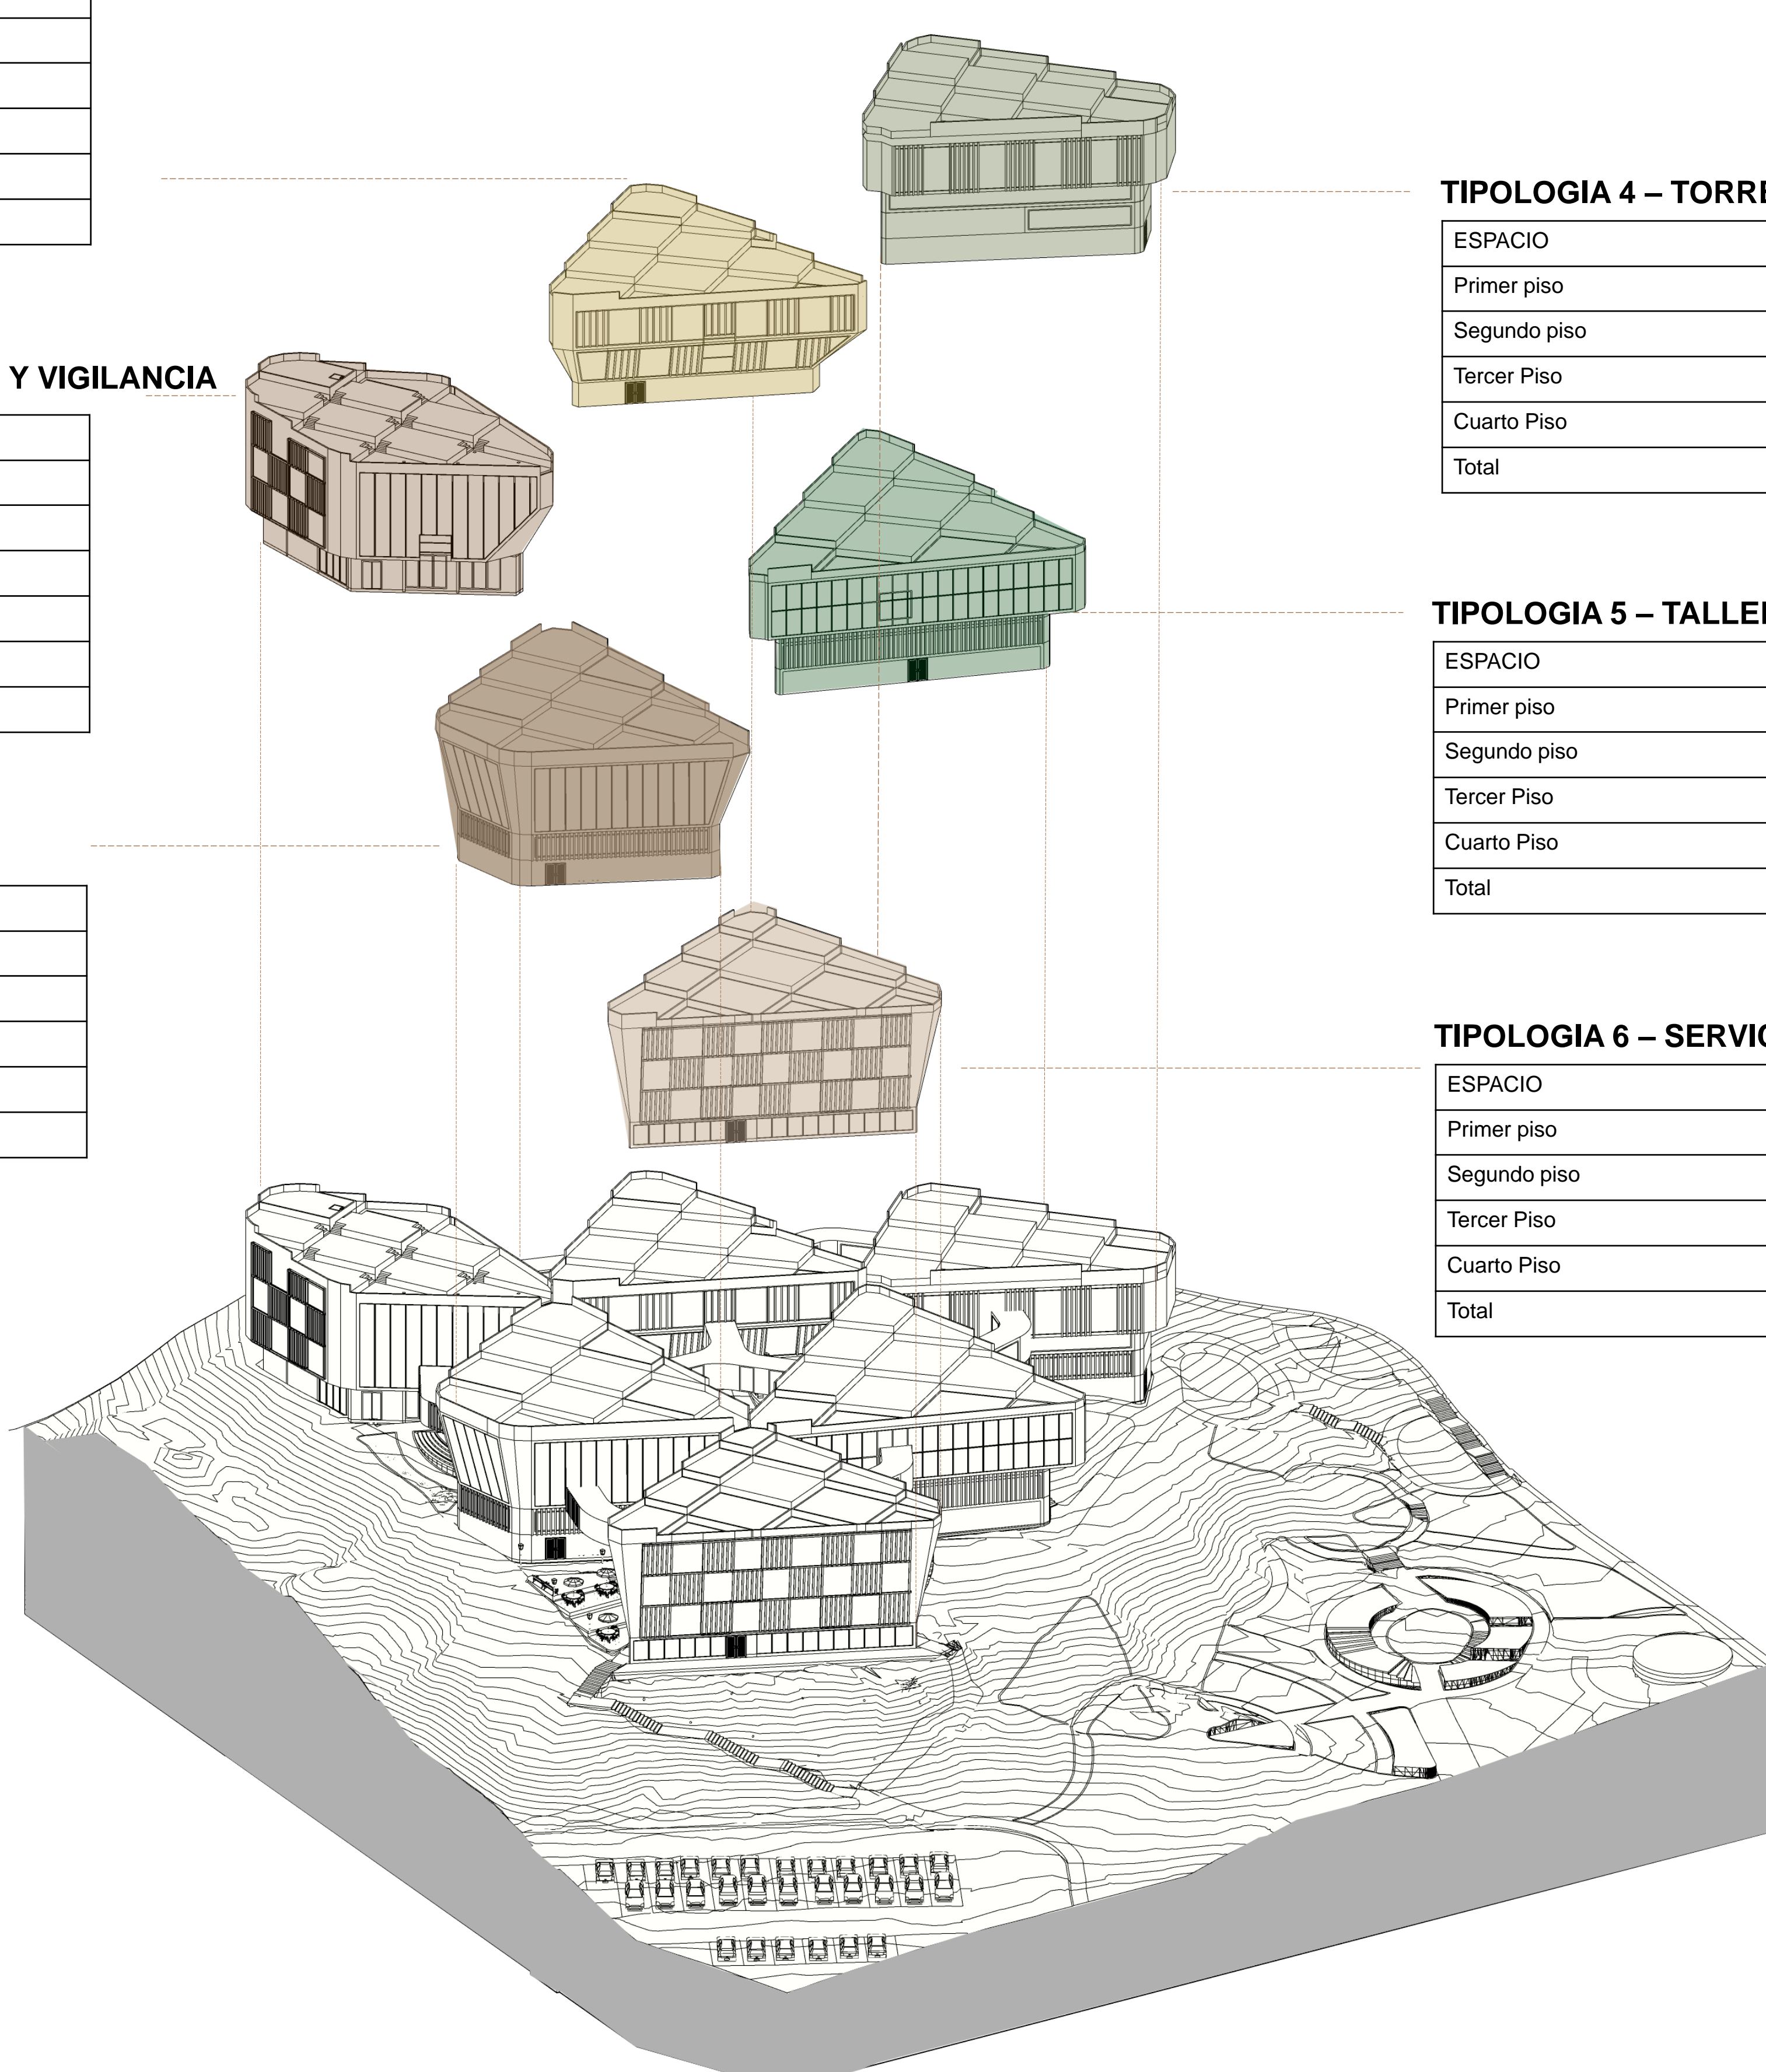 Y VIGILANCIA
TIPOLOGIA 4 – TORRE
ESPACIO
Primer piso
Segundo piso
Tercer Piso
Cuarto Piso
Total
TIPOLOGIA 5 – TALLE
ESPACIO
Primer piso
Segundo piso
Tercer Piso
Cuarto Piso
Total
TIPOLOGIA 6 – SERVIC
ESPACIO
Primer piso
Segundo piso
Tercer Piso
Cuarto Piso
Total